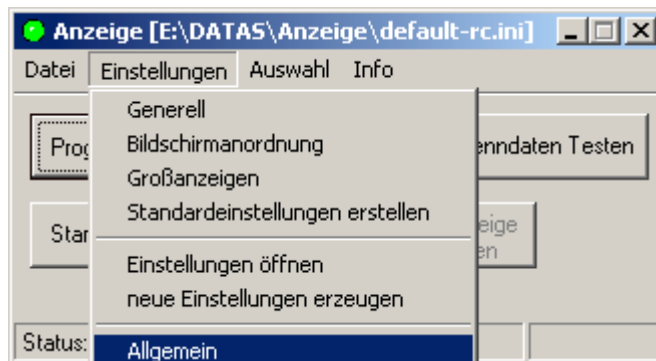 Anzeige [E:\DATAS\Anzeige\default-rc.ini]
Datei Einstellungen Auswahl Info
Generell
Bildschirmanordnung
Großanzeigen
Standardeinstellungen erstellen
Einstellungen öffnen
neue Einstellungen erzeugen
Allgemein
Testen
Status: